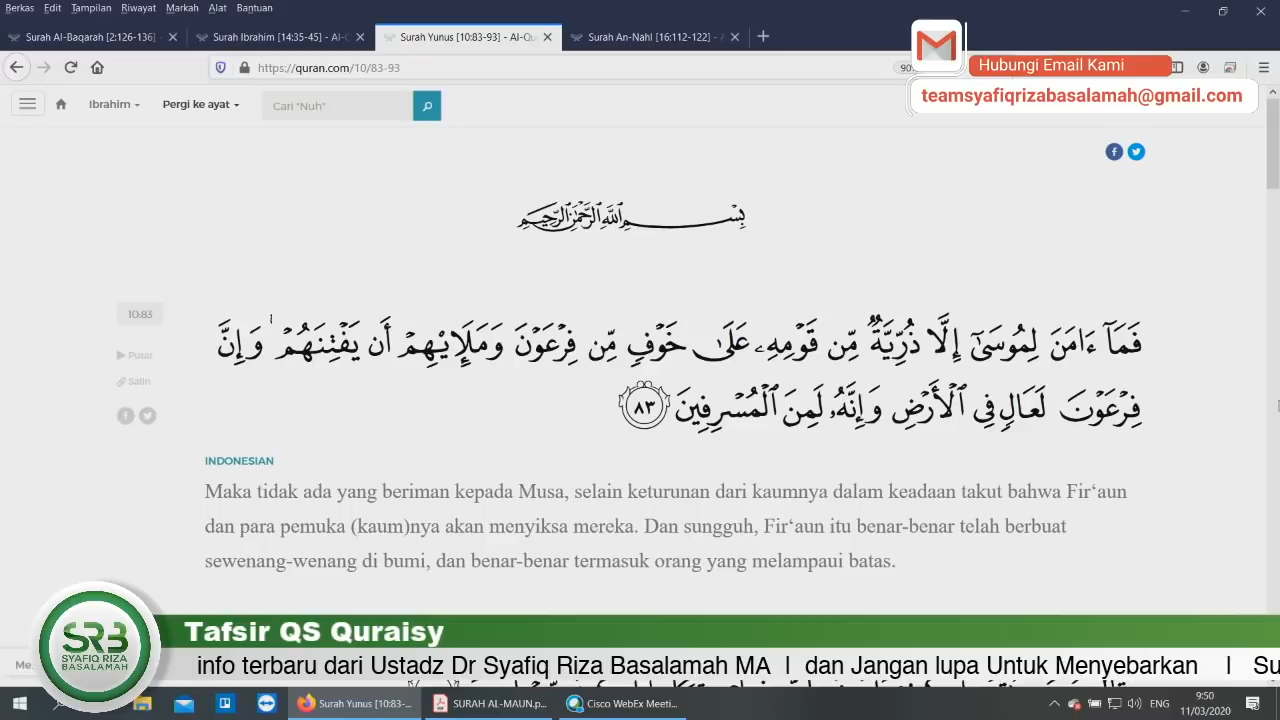 Berkas Edit Tampilan Riwayat Markah Alat Bantuan
Surah Al-Baqarah [2:126-136] Surah Ibrahim [14:35-45] - Al-Q Surah Yunus [10:83-93] - Al-Qu Surah An-Nahl [16:112-122] -
https://quran.com/10/83-93
Hubungi Email Kami
teamsyafiqrizabasalamah@gmail.com
Ibrahim Pergi ke ayat Cari "Nuh"
بِسْمِ اللَّهِ الرَّحْمَٰنِ الرَّحِيمِ
10:83
فَمَآ ءَامَنَ لِمُوسَىٰٓ إِلَّا ذُرِّيَّةٌ مِّن قَوْمِهِۦ عَلَىٰ خَوْفٍ مِّن فِرْعَوْنَ وَمَلَإِي۟هِمْ أَن يَفْتِنَهُمْ ۚ وَإِنَّ
فِرْعَوْنَ لَعَالٍ فِى ٱلْأَرْضِ وَإِنَّهُۥ لَمِنَ ٱلْمُسْرِفِينَ ٨٣
Putar
Salin
INDONESIAN
Maka tidak ada yang beriman kepada Musa, selain keturunan dari kaumnya dalam keadaan takut bahwa Fir‘aun
dan para pemuka (kaum)nya akan menyiksa mereka. Dan sungguh, Fir‘aun itu benar-benar telah berbuat
sewenang-wenang di bumi, dan benar-benar termasuk orang yang melampaui batas.
SRB
SYAFIQ RIZA
BASALAMAH
Tafsir QS Quraisy
info terbaru dari Ustadz Dr Syafiq Riza Basalamah MA I dan Jangan lupa Untuk Menyebarkan I Su
Surah Yunus [10:83-... SURAH AL-MAUN.p... Cisco WebEx Meeti... ENG
9:50
11/03/2020